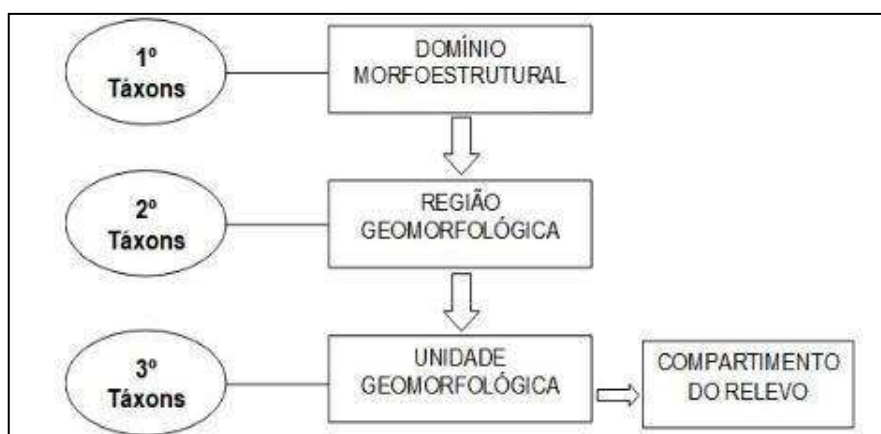 1º
Táxons
DOMÍNIO
MORFOESTRUTURAL
2º
Táxons
REGIÃO
GEOMORFOLÓGICA
3º
Táxons
UNIDADE
GEOMORFOLÓGICA
COMPARTIMENTO
DO RELEVO